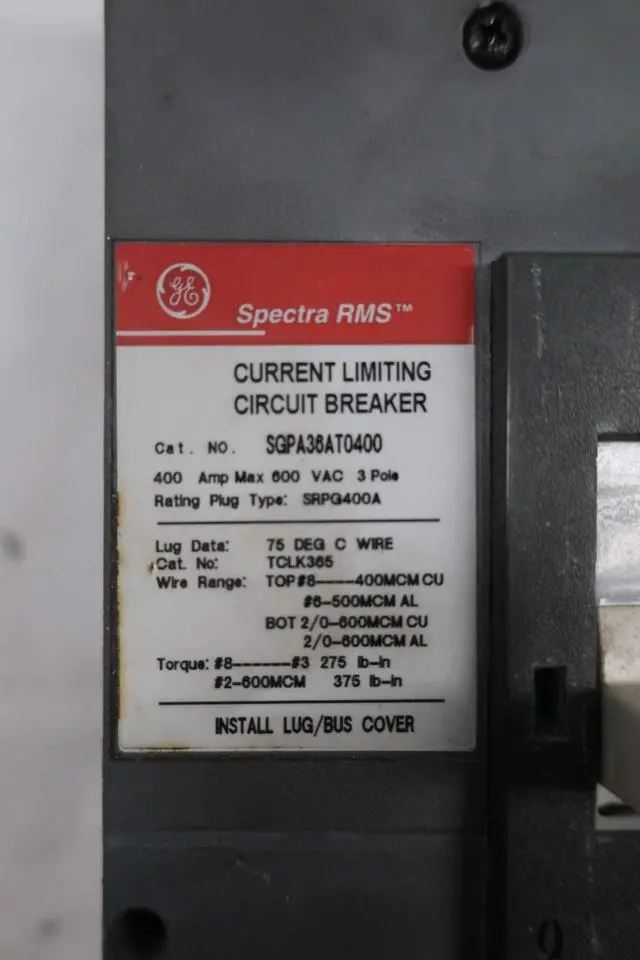 GE
Spectra RMS™
CURRENT LIMITING
CIRCUIT BREAKER
Cat. NO. SGPA36AT0400
400 Amp Max 600 VAC 3 Pole
Rating Plug Type: SRPG400A
Lug Data: 75 DEG C WIRE
Cat. No: TCLK365
Wire Range: TOP#8----400MCM CU
#6-500MCM AL
BOT 2/0-600MCM CU
2/0-600MCM AL
Torque: #8------#3 275 lb-in
#2-600MCM 375 lb-in
INSTALL LUG/BUS COVER
9